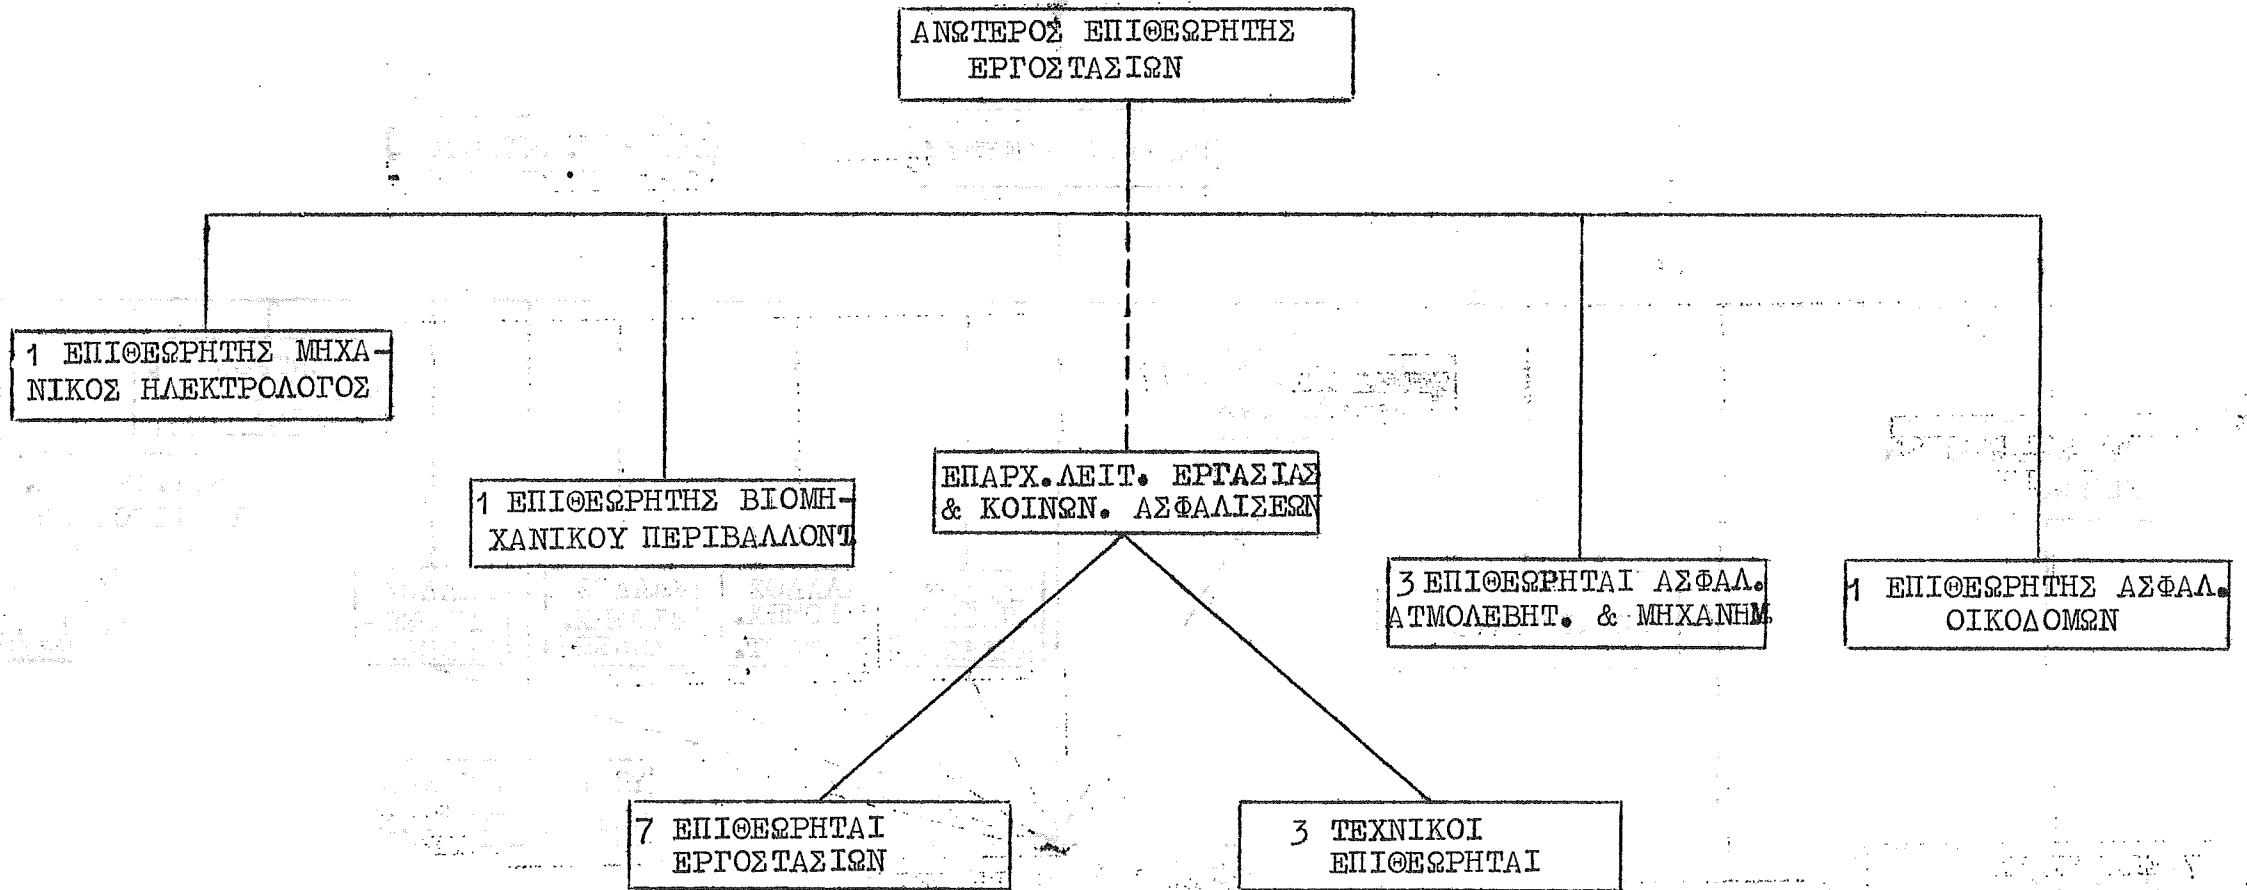 ΑΝΩΤΕΡΟΣ ΕΠΙΘΕΩΡΗΤΗΣ
ΕΡΓΟΣΤΑΣΙΩΝ
1 ΕΠΙΘΕΩΡΗΤΗΣ ΜΗΧΑ-
ΝΙΚΟΣ ΗΛΕΚΤΡΟΛΟΓΟΣ
1 ΕΠΙΘΕΩΡΗΤΗΣ ΒΙΟΜΗ-
ΧΑΝΙΚΟΥ ΠΕΡΙΒΑΛΛΟΝΤ
ΕΠΑΡΧ.ΛΕΙΤ. ΕΡΓΑΣΙΑΣ
& ΚΟΙΝΩΝ. ΑΣΦΑΛΙΣΕΩΝ
3 ΕΠΙΘΕΩΡΗΤΑΙ ΑΣΦΑΛ.
ΑΤΜΟΛΕΒΗΤ. & ΜΗΧΑΝΗΜ.
1 ΕΠΙΘΕΩΡΗΤΗΣ ΑΣΦΑΛ.
ΟΙΚΟΔΟΜΩΝ
7 ΕΠΙΘΕΩΡΗΤΑΙ
ΕΡΓΟΣΤΑΣΙΩΝ
3 ΤΕΧΝΙΚΟΙ
ΕΠΙΘΕΩΡΗΤΑΙ